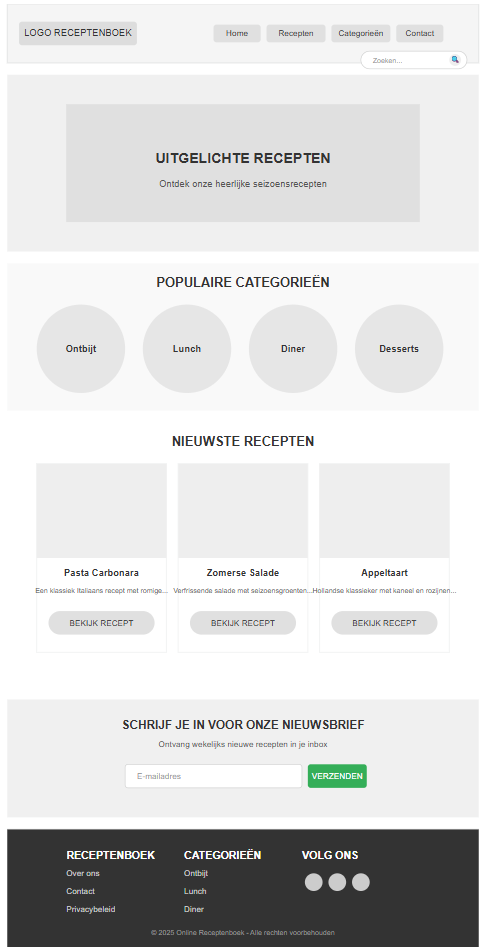 LOGO RECEPTENBOEK
Home
Recepten
Categorieën
Contact
Zoeken...
UITGELICHTE RECEPTEN
Ontdek onze heerlijke seizoensrecepten
POPULAIRE CATEGORIEËN
Ontbijt
Lunch
Diner
Desserts
NIEUWSTE RECEPTEN
Pasta Carbonara
Een klassiek Italiaans recept met romige...
BEKIJK RECEPT
Zomerse Salade
Verfrissende salade met seizoensgroenten...
BEKIJK RECEPT
Appeltaart
Hollandse klassieker met kaneel en rozijnen...
BEKIJK RECEPT
SCHRIJF JE IN VOOR ONZE NIEUWSBRIEF
Ontvang wekelijks nieuwe recepten in je inbox
E-mailadres
VERZENDEN
RECEPTENBOEK
Over ons
Contact
Privacybeleid
CATEGORIEËN
Ontbijt
Lunch
Diner
VOLG ONS
© 2025 Online Receptenboek - Alle rechten voorbehouden